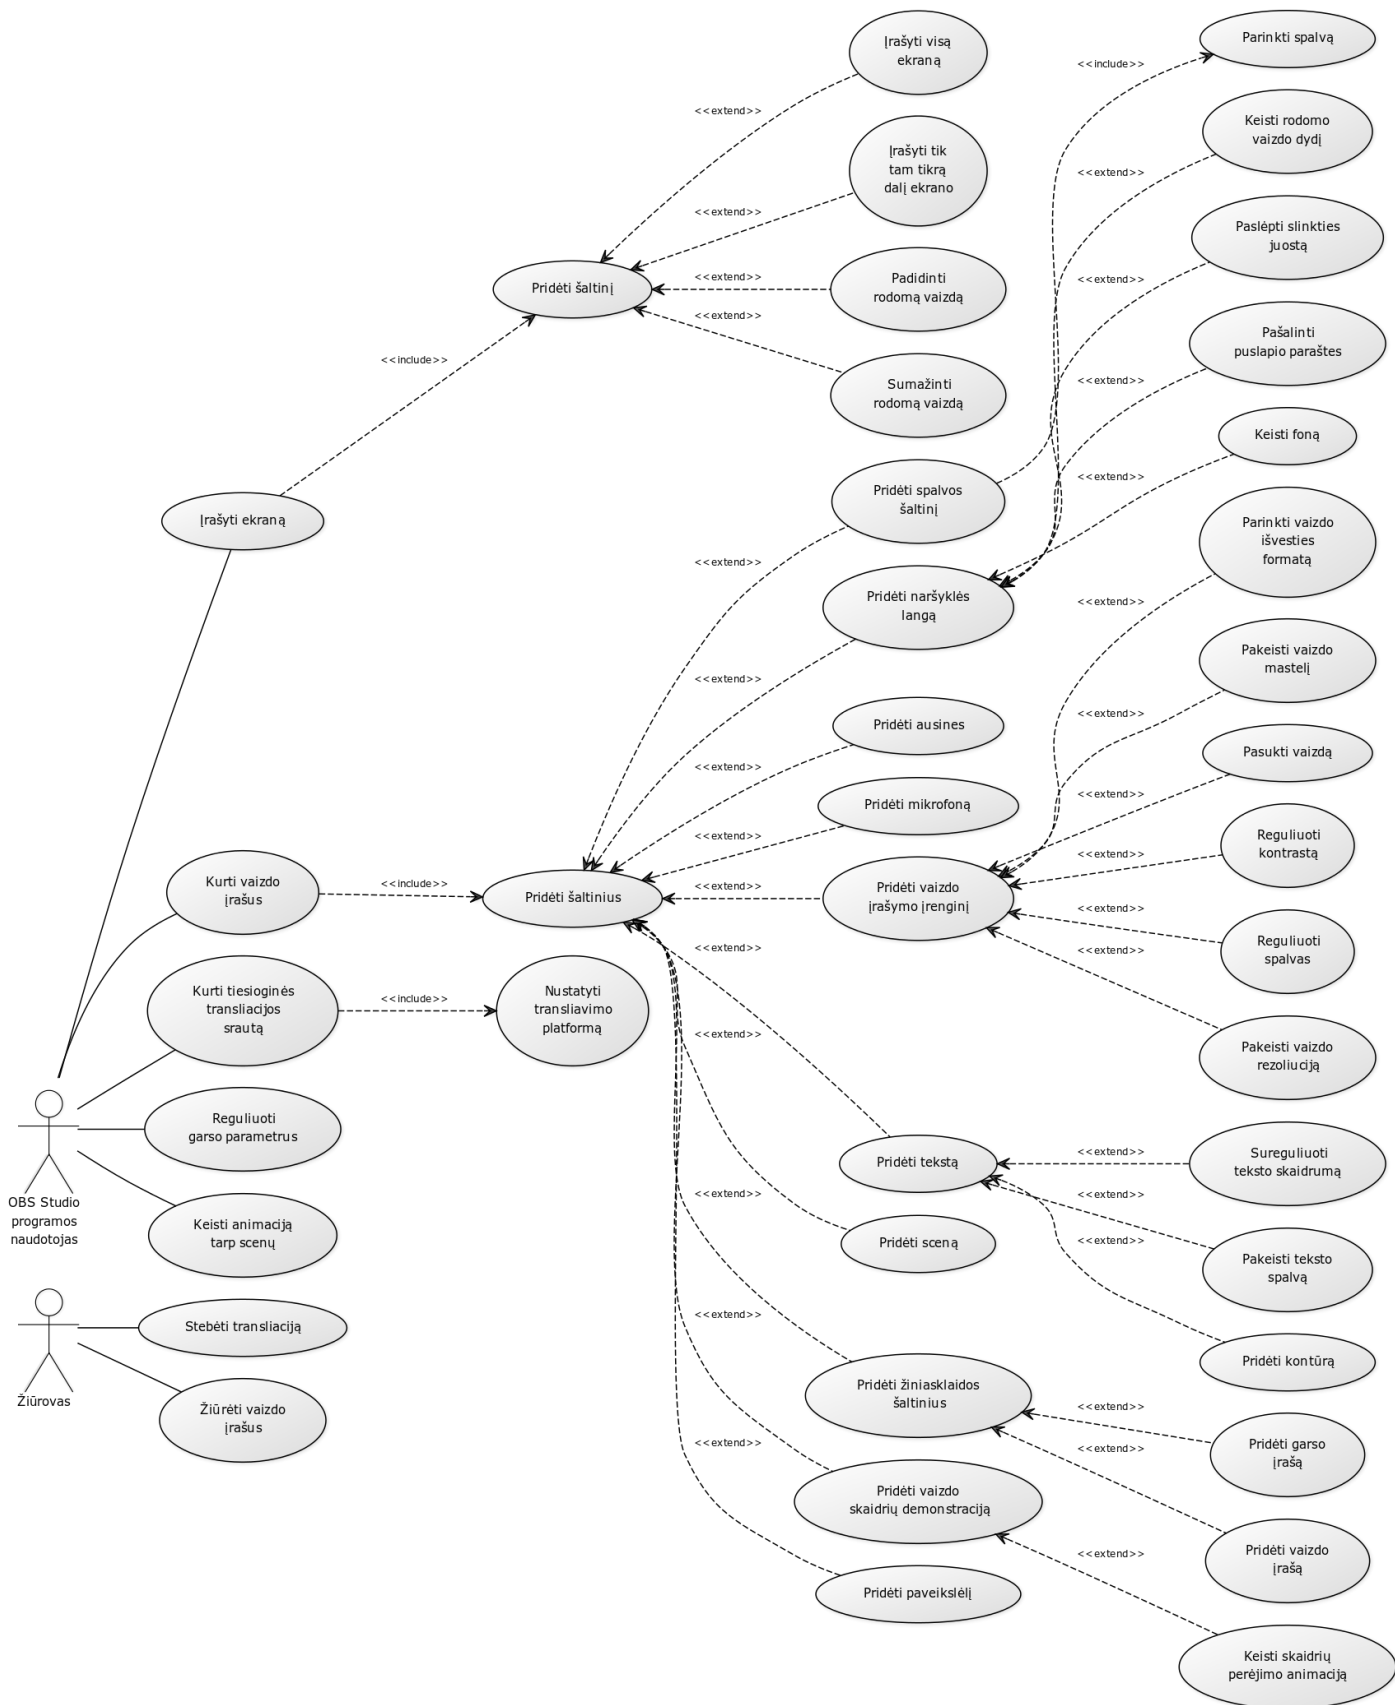 Įrašyti visą
ekraną
<<extend>>
Įrašyti tik
tam tikrą
dalį ekrano
<<extend>>
Pridėti šaltinį
<<extend>>
Padidinti
rodomą vaizdą
<<extend>>
Sumažinti
rodomą vaizdą
<<include>>
Įrašyti ekraną
Parinkti spalvą
<<include>>
Keisti rodomo
vaizdo dydį
<<extend>>
Paslėpti slinkties
juostą
<<extend>>
Pašalinti
puslapio paraštes
<<extend>>
Keisti foną
<<extend>>
Pridėti spalvos
šaltinį
<<extend>>
Pridėti naršyklės
langą
<<extend>>
Pridėti ausines
<<extend>>
Pridėti mikrofoną
<<extend>>
Parinkti vaizdo
išvesties
formatą
<<extend>>
Pakeisti vaizdo
mastelį
<<extend>>
Pasukti vaizdą
<<extend>>
Reguliuoti
kontrastą
<<extend>>
Reguliuoti
spalvas
<<extend>>
Pakeisti vaizdo
rezoliuciją
<<extend>>
Kurti vaizdo
įrašus
<<include>>
Pridėti šaltinius
<<extend>>
Pridėti vaizdo
įrašymo įrenginį
Kurti tiesioginės
transliacijos
srautą
<<include>>
Nustatyti
transliavimo
platformą
<<extend>>
<<extend>>
Reguliuoti
garso parametrus
Pridėti tekstą
<<extend>>
Sureguliuoti
teksto skaidrumą
<<extend>>
Pakeisti teksto
spalvą
<<extend>>
Pridėti kontūrą
OBS Studio
programos
naudotojas
Keisti animaciją
tarp scenų
<<extend>>
Pridėti sceną
Stebėti transliaciją
<<extend>>
Žiūrovas
Žiūrėti vaizdo
įrašus
Pridėti žiniasklaidos
šaltinius
<<extend>>
Pridėti garso
įrašą
<<extend>>
<<extend>>
Pridėti vaizdo
įrašą
Pridėti vaizdo
skaidrių demonstraciją
<<extend>>
Pridėti paveikslėlį
Keisti skaidrių
perėjimo animaciją